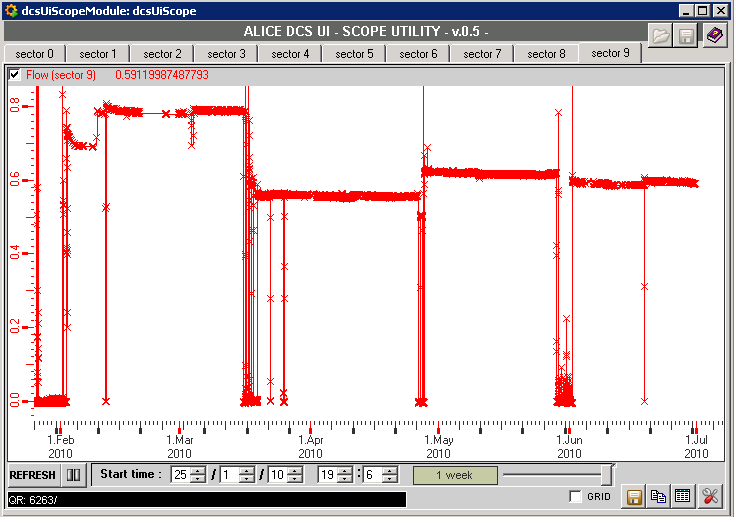 dcsUiScopeModule: dcsUiScope
ALICE DCS UI - SCOPE UTILITY - v.0.5 -
sector 0 sector 1 sector 2 sector 3 sector 4 sector 5 sector 6 sector 7 sector 8 sector 9
Flow (sector 9) 0.59119987487793
0.8
0.6
0.4
0.2
0.0
1.Feb 1.Mar 1.Apr 1.May 1.Jun 1.Jul
2010 2010 2010 2010 2010 2010
REFRESH Start time : 25 / 1 / 10 19 : 6 1 week
QR: 6263/ GRID